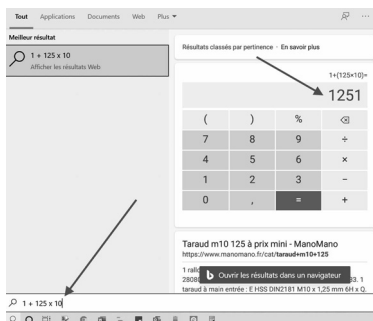 Tout Applications Documents Web Plus
Meilleur résultat
1 + 125 x 10
Afficher les résultats Web
Résultats classés par pertinence · En savoir plus
1+(125×10)=
1251
( ) %
7 8 9 ÷
4 5 6 ×
1 2 3 −
0 , = +
Taraud m10 125 à prix mini - ManoMano
https://www.manomano.fr/cat/taraud+m10+125
Ouvrir les résultats dans un navigateur
taraud à main entrée : E HSS DIN2181 M10 x 1,25 mm 6H x Q.
1 + 125 x 10